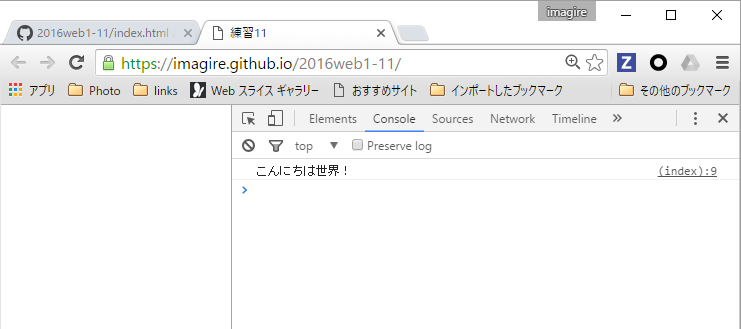 imagire
2016web1-11/index.html
練習11
https://imagire.github.io/2016web1-11/
アプリ Photo links Web スライス ギャラリー おすすめサイト インポートしたブックマーク その他のブックマーク
Elements Console Sources Network Timeline
top Preserve log
こんにちは世界！ (index):9